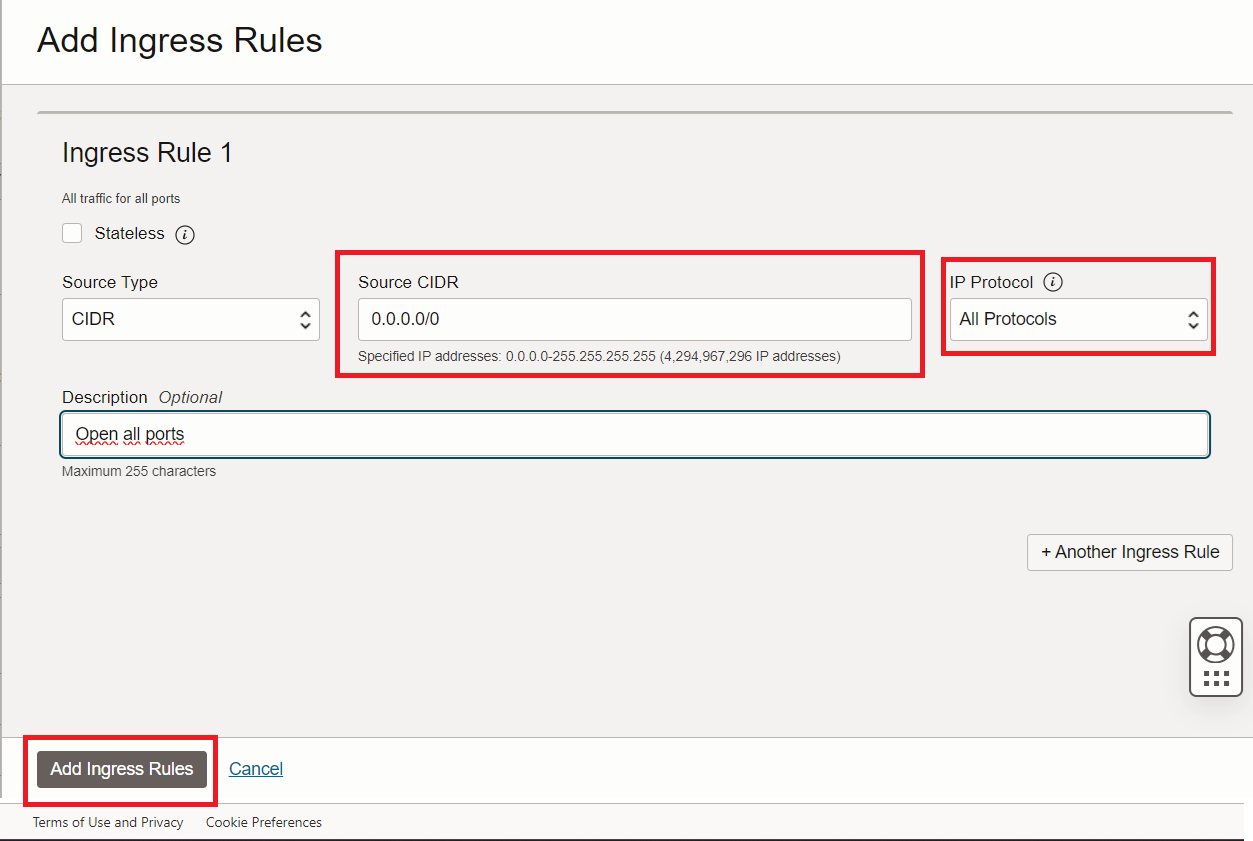 Add Ingress Rules
Ingress Rule 1
All traffic for all ports
Stateless
Source Type
Source CIDR
IP Protocol
CIDR
0.0.0.0/0
All Protocols
Specified IP addresses: 0.0.0.0-255.255.255.255 (4,294,967,296 IP addresses)
Description Optional
Open all ports
Maximum 255 characters
+ Another Ingress Rule
Add Ingress Rules Cancel
Terms of Use and Privacy Cookie Preferences